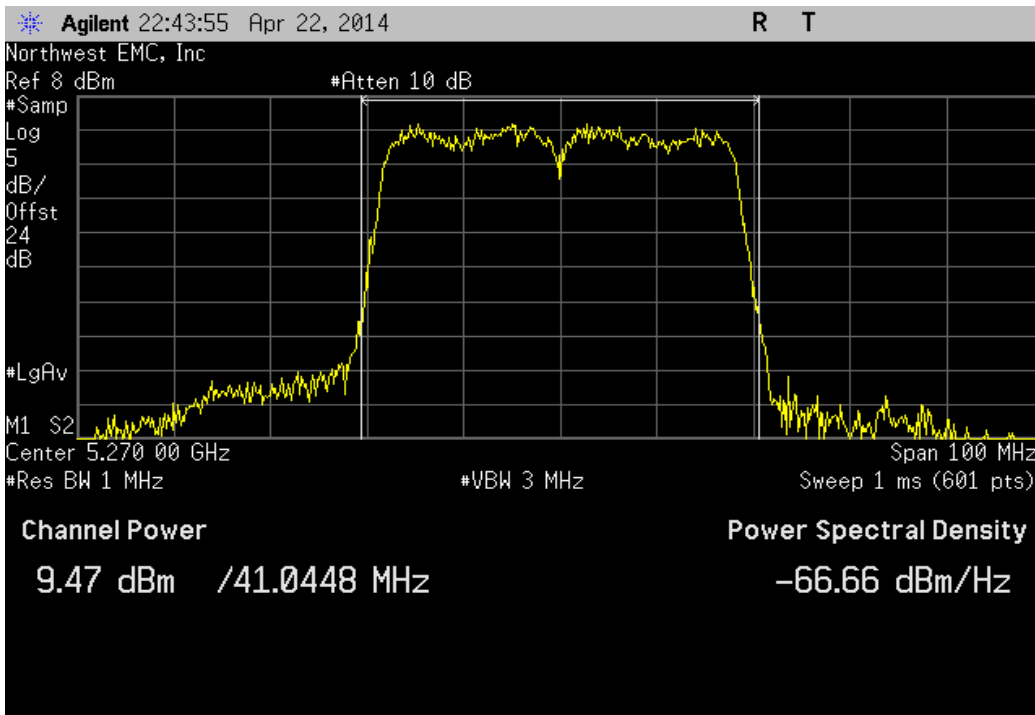 Agilent 22:43:55 Apr 22, 2014 R T
Northwest EMC, Inc
Ref 8 dBm #Atten 10 dB
#Samp
Log
5
dB/
Offst
24
dB
#LgAv
M1 S2
Center 5.270 00 GHz Span 100 MHz
#Res BW 1 MHz #VBW 3 MHz Sweep 1 ms (601 pts)
Channel Power Power Spectral Density
9.47 dBm /41.0448 MHz -66.66 dBm/Hz